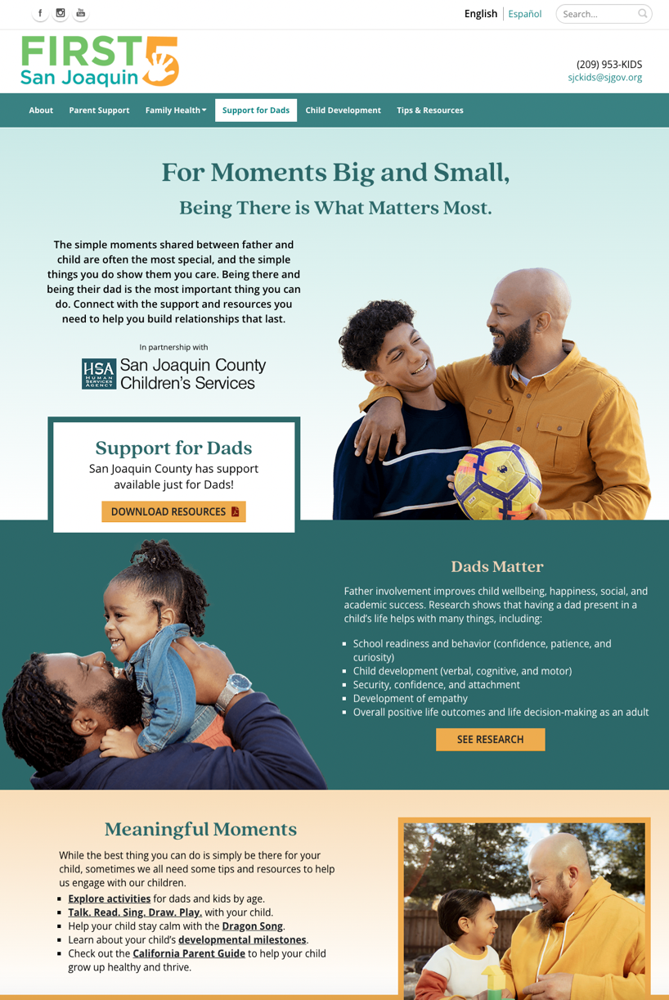 f
You
Tube
English
Español
Search...
FIRST 5
San Joaquin
(209) 953-KIDS
sjckids@sjgov.org
About
Parent Support
Family Health
Support for Dads
Child Development
Tips & Resources
For Moments Big and Small,
Being There is What Matters Most.
The simple moments shared between father and
child are often the most special, and the simple
things you do show them you care. Being there and
being their dad is the most important thing you can
do. Connect with the support and resources you
need to help you build relationships that last.
In partnership with
HSA
HUMAN
SERVICES
AGENCY
San Joaquin County
Children's Services
Support for Dads
San Joaquin County has support
available just for Dads!
DOWNLOAD RESOURCES
Dads Matter
Father involvement improves child wellbeing, happiness, social, and
academic success. Research shows that having a dad present in a
child's life helps with many things, including:
School readiness and behavior (confidence, patience, and
curiosity)
Child development (verbal, cognitive, and motor)
Security, confidence, and attachment
Development of empathy
Overall positive life outcomes and life decision-making as an adult
SEE RESEARCH
Meaningful Moments
While the best thing you can do is simply be there for your
child, sometimes we all need some tips and resources to help
us engage with our children.
Explore activities for dads and kids by age.
Talk. Read. Sing. Draw. Play. with your child.
Help your child stay calm with the Dragon Song.
Learn about your child's developmental milestones.
Check out the California Parent Guide to help your child
grow up healthy and thrive.